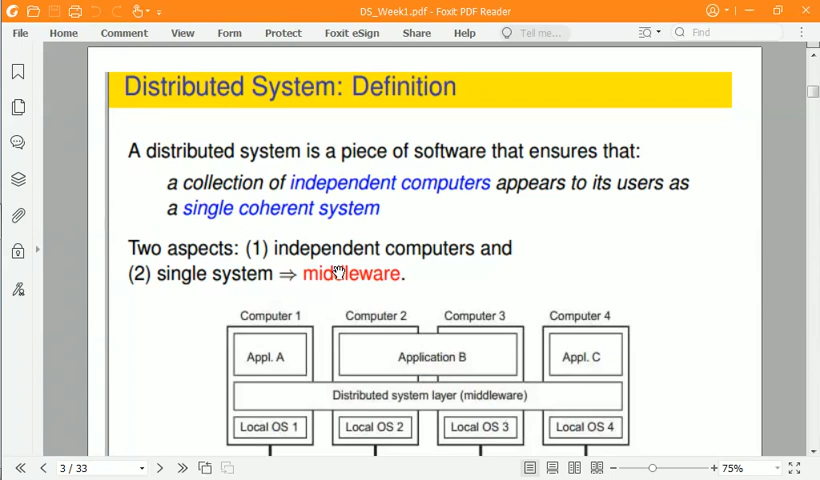 DS_Week1.pdf - Foxit PDF Reader
File Home Comment View Form Protect Foxit eSign Share Help Tell me... Find
Distributed System: Definition
A distributed system is a piece of software that ensures that:
a collection of independent computers appears to its users as
a single coherent system
Two aspects: (1) independent computers and
(2) single system ⇒ middleware.
Computer 1 Computer 2 Computer 3 Computer 4
Appl. A Application B Appl. C
Distributed system layer (middleware)
Local OS 1 Local OS 2 Local OS 3 Local OS 4
3 / 33 75%